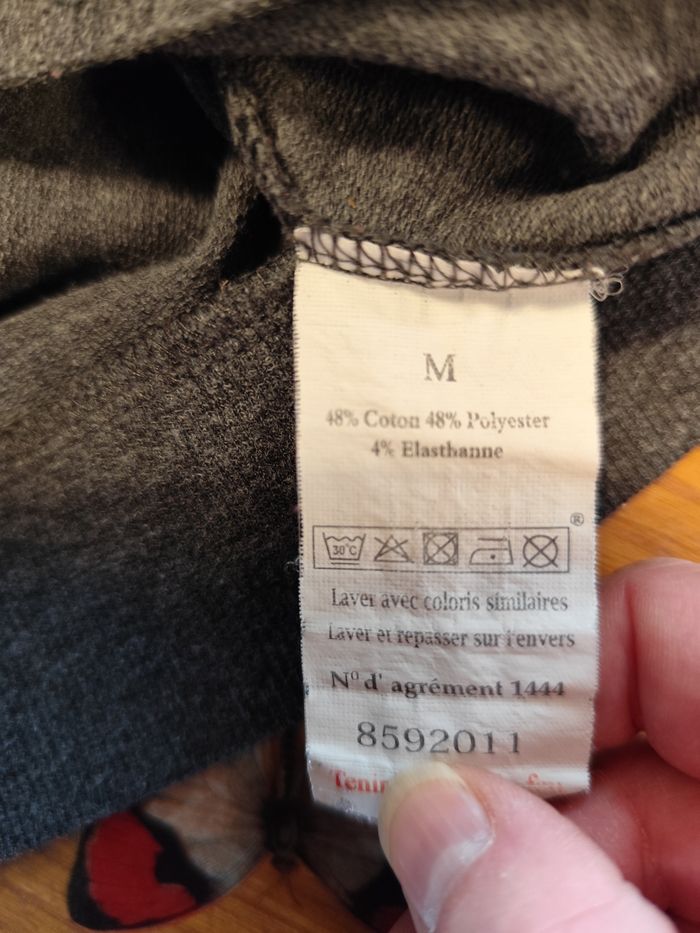 M
48% Coton 48% Polyester
4% Elasthanne
®
30°C
Laver avec coloris similaires
Laver et repasser sur l'envers
N° d' agrément 1444
8592011
Tenir